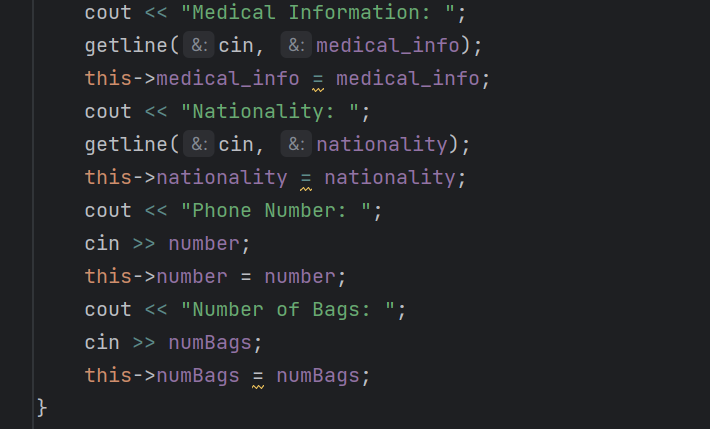 cout << "Medical Information: ";
getline( &: cin, &: medical_info);
this->medical_info = medical_info;
cout << "Nationality: ";
getline( &: cin, &: nationality);
this->nationality = nationality;
cout << "Phone Number: ";
cin >> number;
this->number = number;
cout << "Number of Bags: ";
cin >> numBags;
this->numBags = numBags;
}